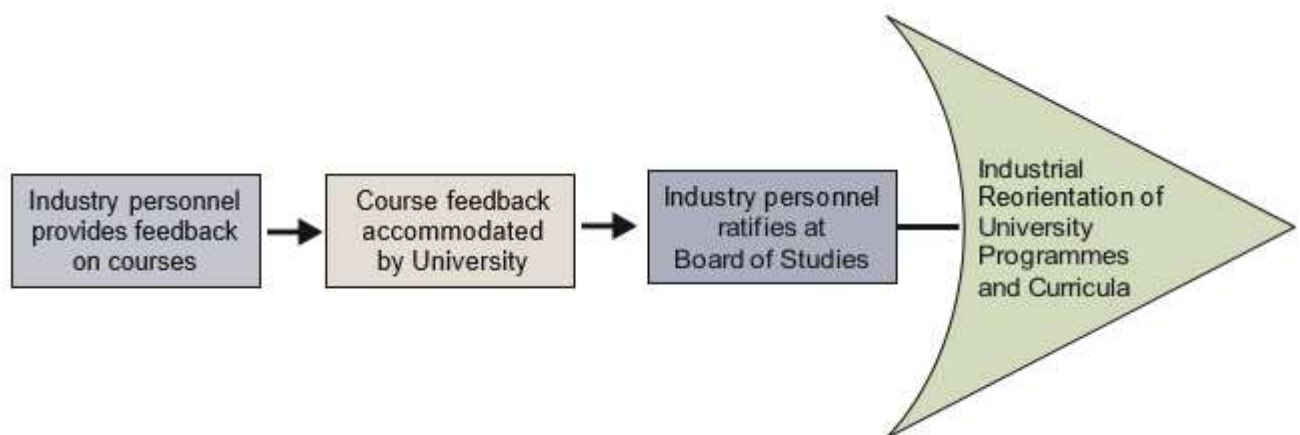 Industry personnel
provides feedback
on courses
Course feedback
accommodated
by University
Industry personnel
ratifies at
Board of Studies
Industrial
Reorientation of
University
Programmes
and Curricula